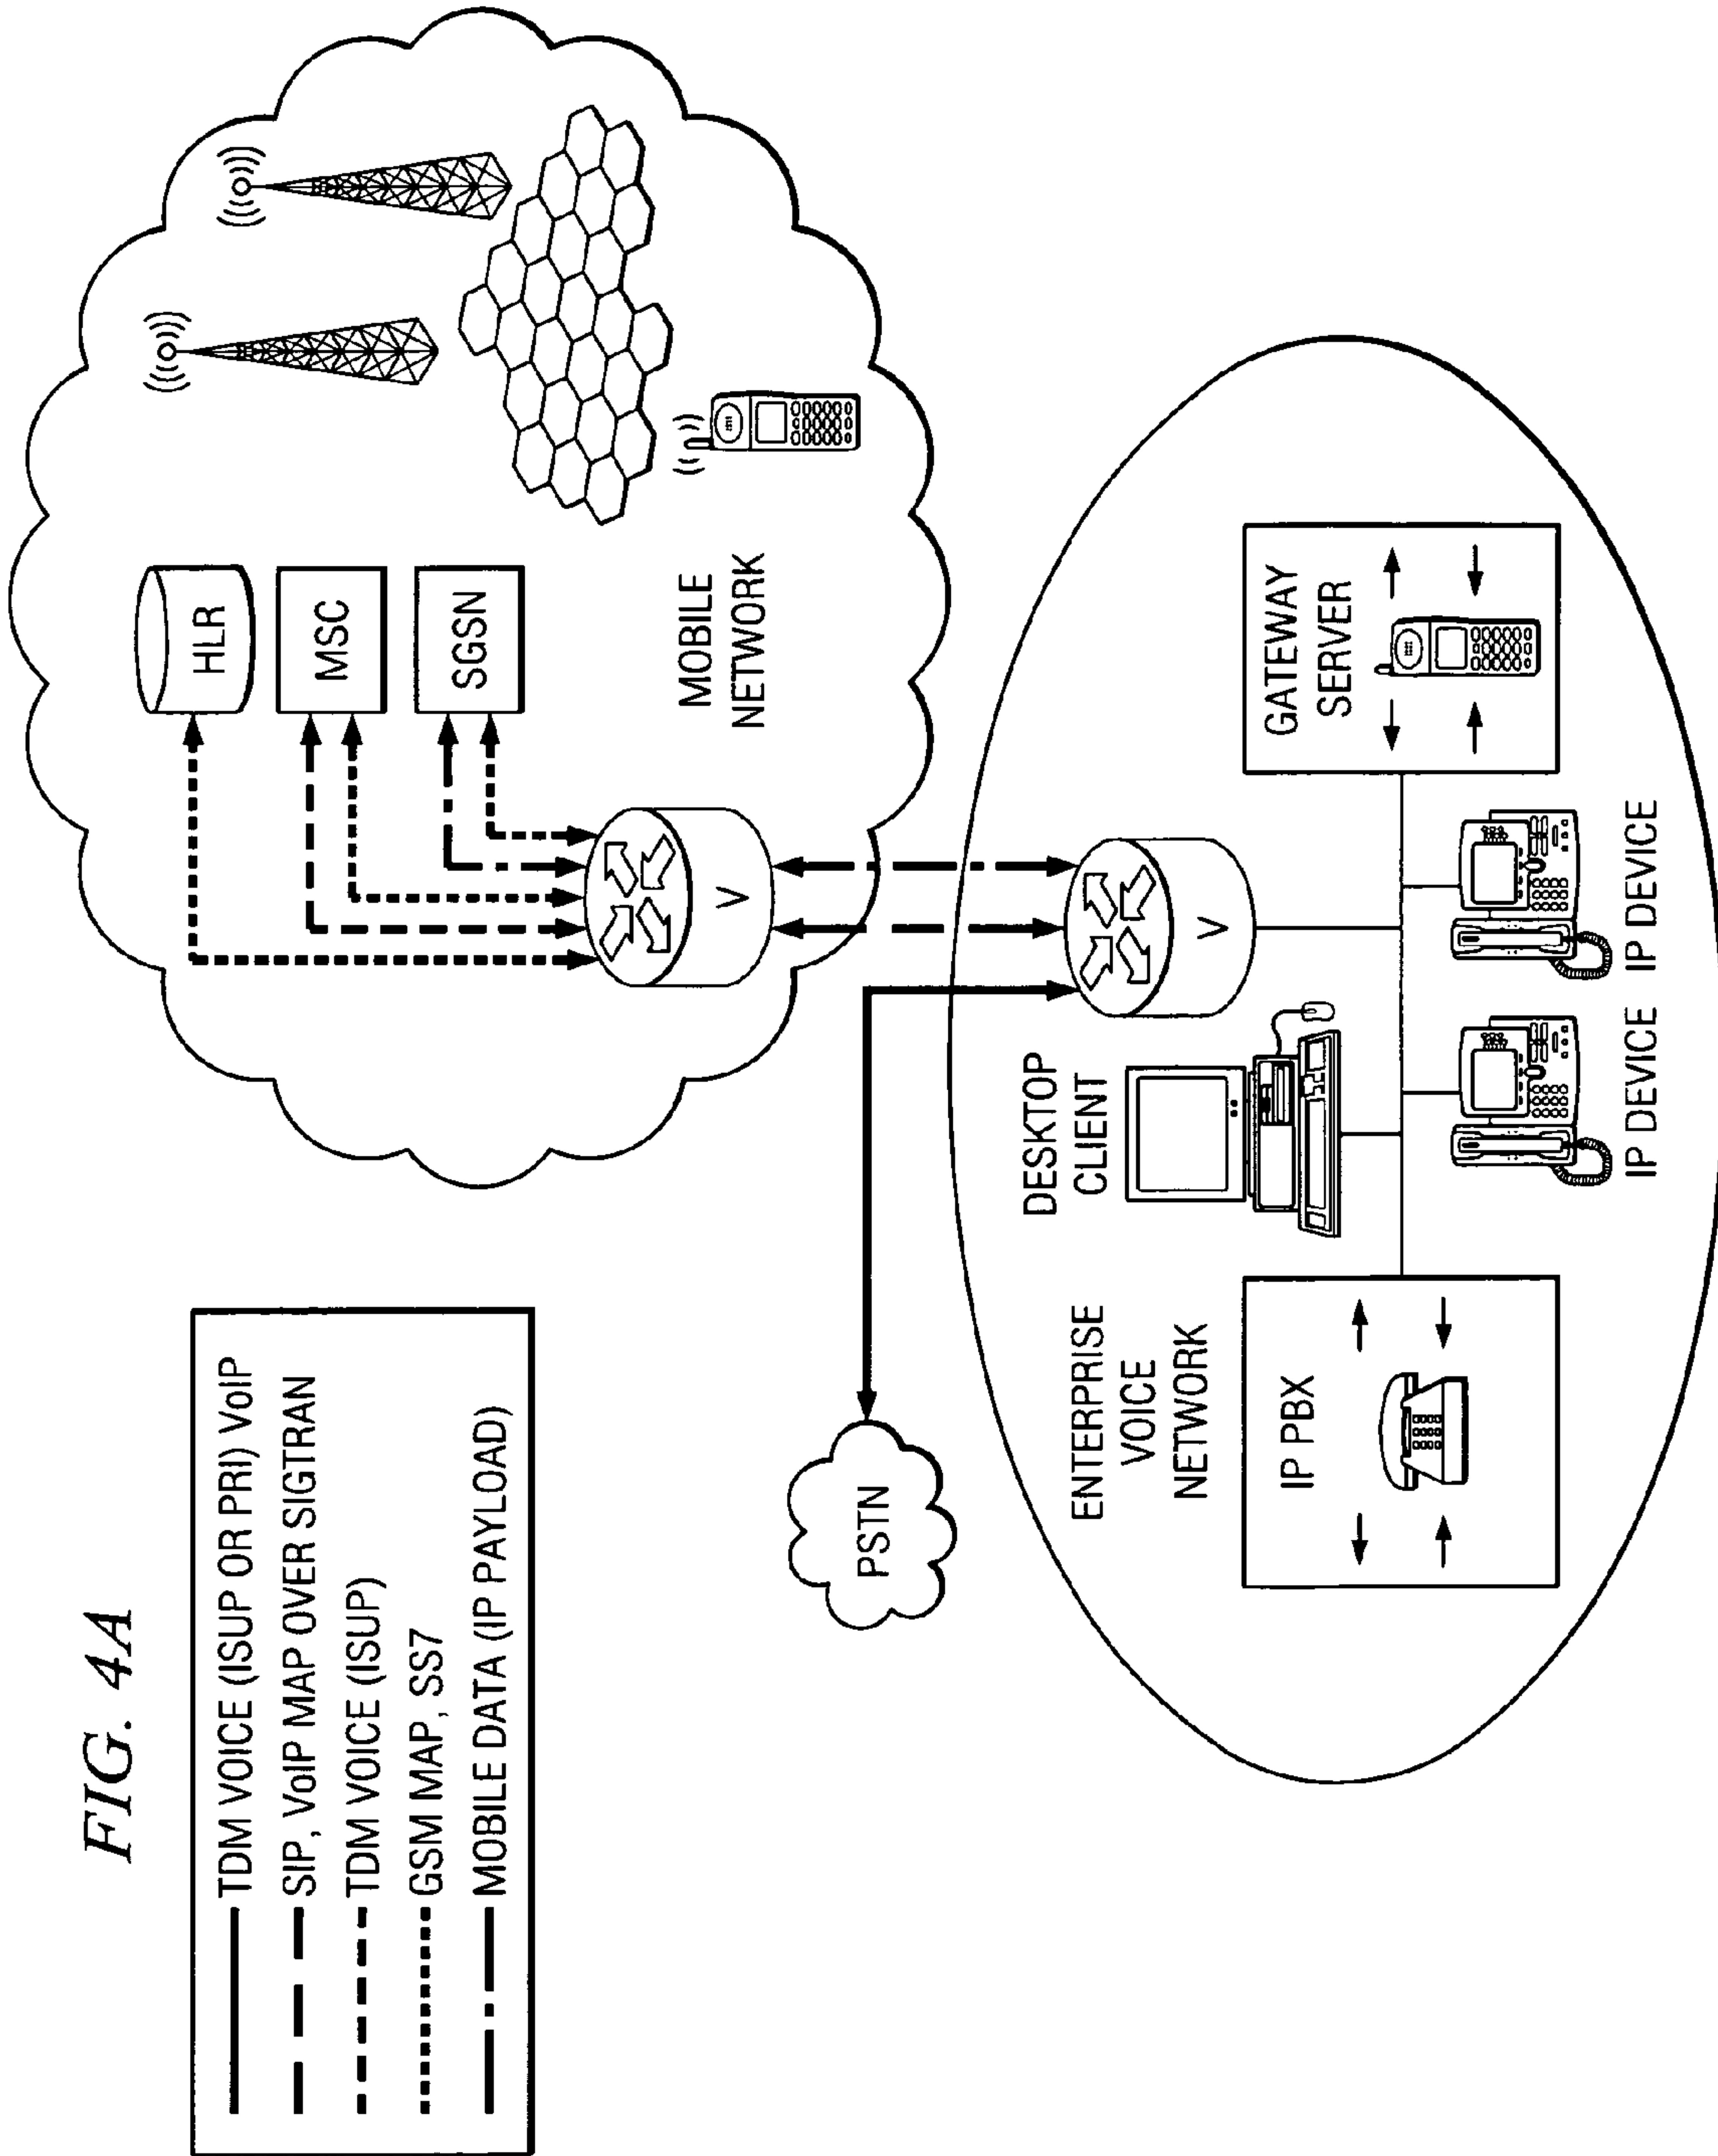 FIG. 4A
TDM VOICE (ISUP OR PRI) VoIP
SIP, VoIP MAP OVER SIGTRAN
TDM VOICE (ISUP)
GSM MAP, SS7
MOBILE DATA (IP PAYLOAD)
HLR
MSC
SGSN
MOBILE
NETWORK
V
PSTN
ENTERPRISE
VOICE
NETWORK
DESKTOP
CLIENT
V
IP PBX
GATEWAY
SERVER
IP DEVICE
IP DEVICE